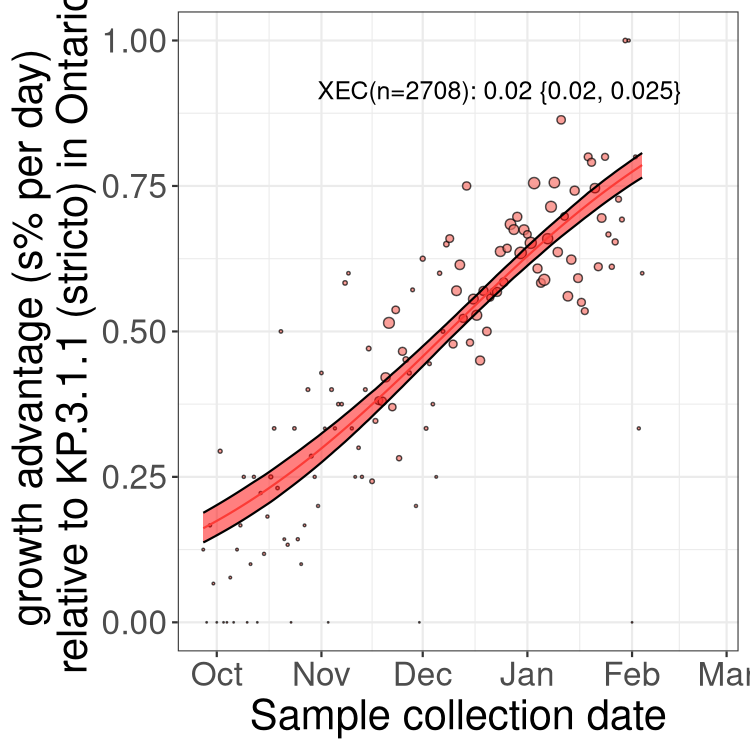 growth advantage (s% per day)
relative to KP.3.1.1 (stricto) in Ontario
1.00
0.75
0.50
0.25
0.00
XEC(n=2708): 0.02 {0.02, 0.025}
Oct Nov Dec Jan Feb Mar
Sample collection date